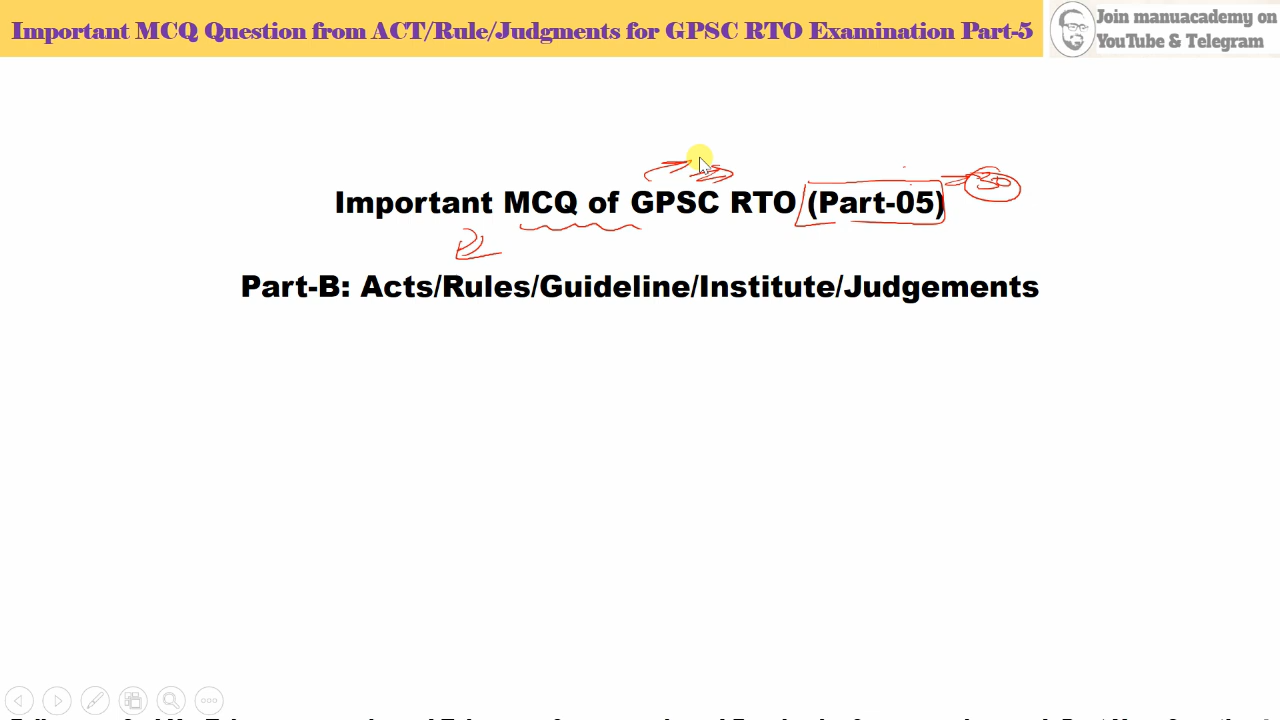 Important MCQ Question from ACT/Rule/Judgments for GPSC RTO Examination Part-5
Join manuacademy on
YouTube & Telegram
Important MCQ of GPSC RTO (Part-05)
30
Part-B: Acts/Rules/Guideline/Institute/Judgements